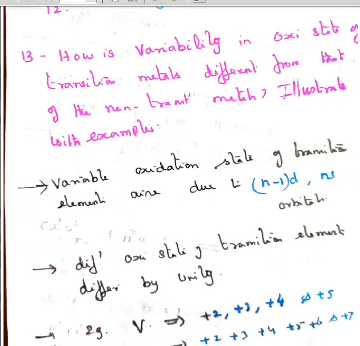 12.
13 - How is variability in oxi state of
transition metals different from that
of the non-transn metals? Illustrate
with examples.
→ Variable oxidation state of transition
element arise due to (n-1)d, ns
orbitals
→ diff oxi state of transition element
differ by unity.
→ eg. V ⇒ +2, +3, +4 & +5
+2 +3 +4 +5 +6 & +7